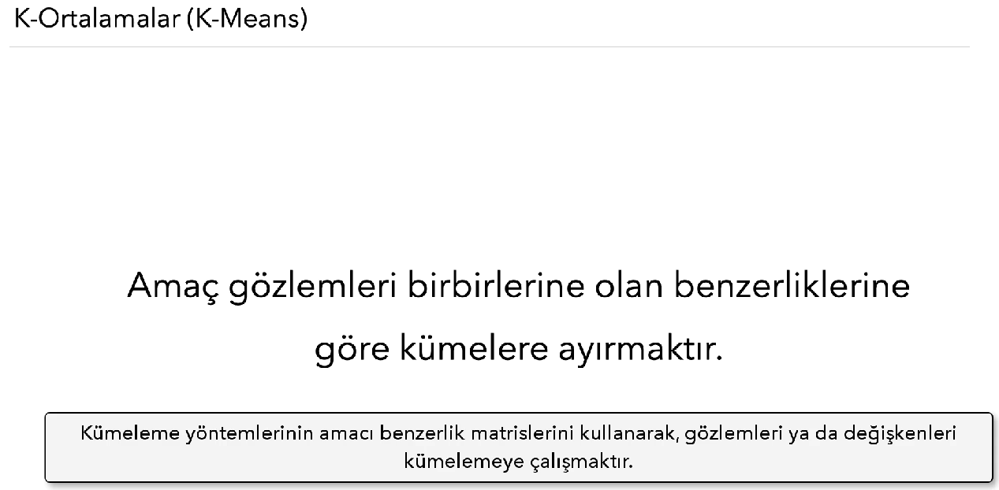 K-Ortalamalar (K-Means)
Amaç gözlemleri birbirlerine olan benzerliklerine
göre kümelere ayırmaktır.
Kümeleme yöntemlerinin amacı benzerlik matrislerini kullanarak, gözlemleri ya da değişkenleri
kümelemeye çalışmaktır.